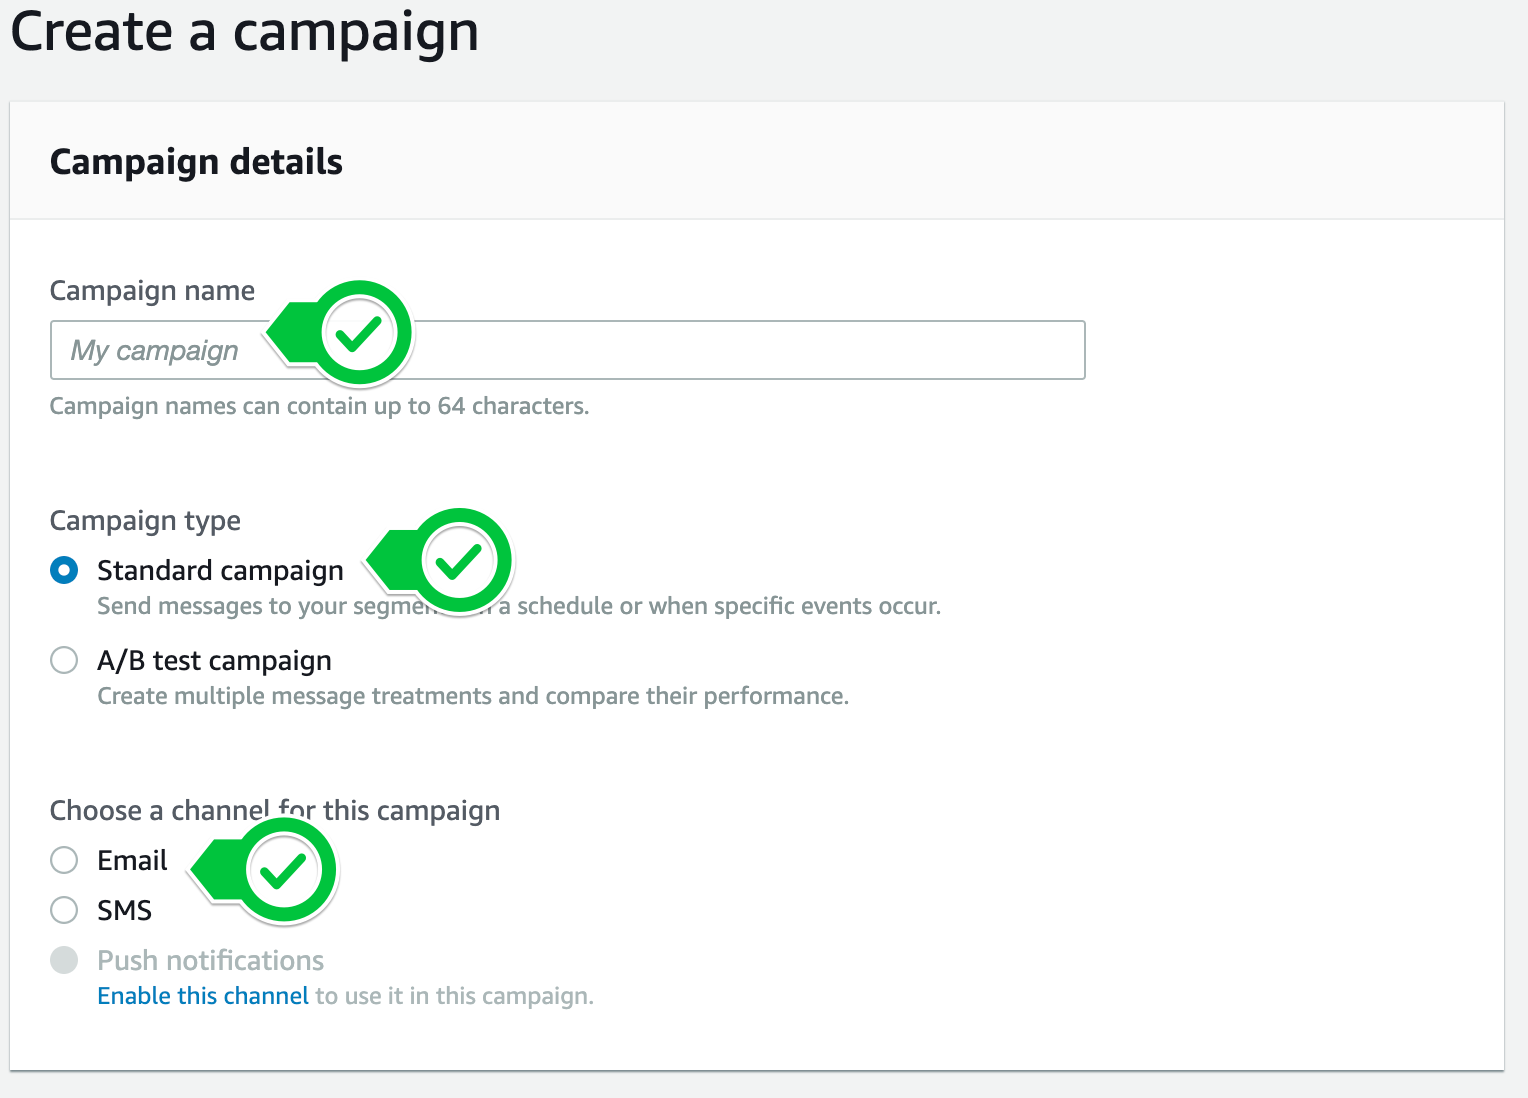 Create a campaign
Campaign details
Campaign name
My campaign
Campaign names can contain up to 64 characters.
Campaign type
Standard campaign
Send messages to your a schedule or when specific events occur.
A/B test campaign
Create multiple message treatments and compare their performance.
Choose a channel for this campaign
Email
SMS
Push notifications
Enable this channel to use it in this campaign.